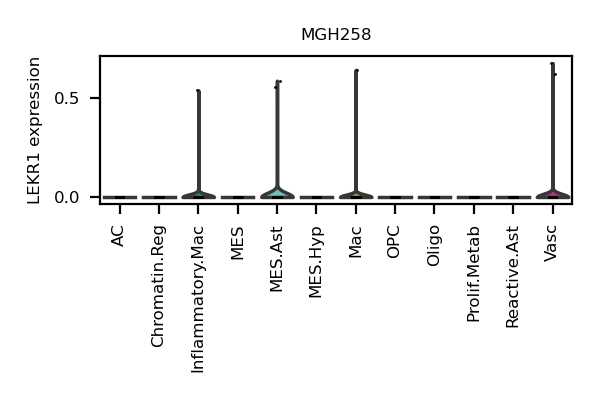 MGH258
LEKR1 expression
0.5
0.0
AC
Chromatin.Reg
Inflammatory.Mac
MES
MES.Ast
MES.Hyp
Mac
OPC
Oligo
Prolif.Metab
Reactive.Ast
Vasc